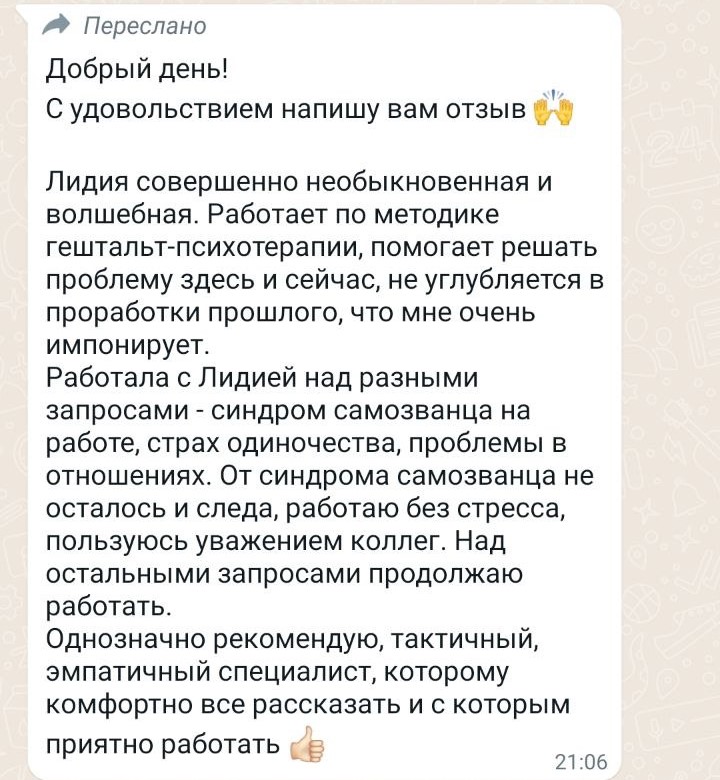 Переслано
Добрый день!
С удовольствием напишу вам отзыв 🙌
Лидия совершенно необыкновенная и
волшебная. Работает по методике
гештальт-психотерапии, помогает решать
проблему здесь и сейчас, не углубляется в
проработки прошлого, что мне очень
импонирует.
Работала с Лидией над разными
запросами - синдром самозванца на
работе, страх одиночества, проблемы в
отношениях. От синдрома самозванца не
осталось и следа, работаю без стресса,
пользуюсь уважением коллег. Над
остальными запросами продолжаю
работать.
Однозначно рекомендую, тактичный,
эмпатичный специалист, которому
комфортно все рассказать и с которым
приятно работать 👍🏻
21:06